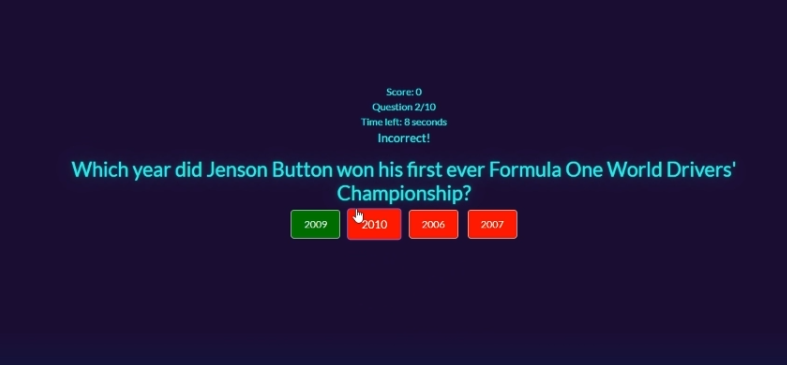 Score: 0
Question 2/10
Time left: 8 seconds
Incorrect!
Which year did Jenson Button won his first ever Formula One World Drivers'
Championship?
2009 2010 2006 2007